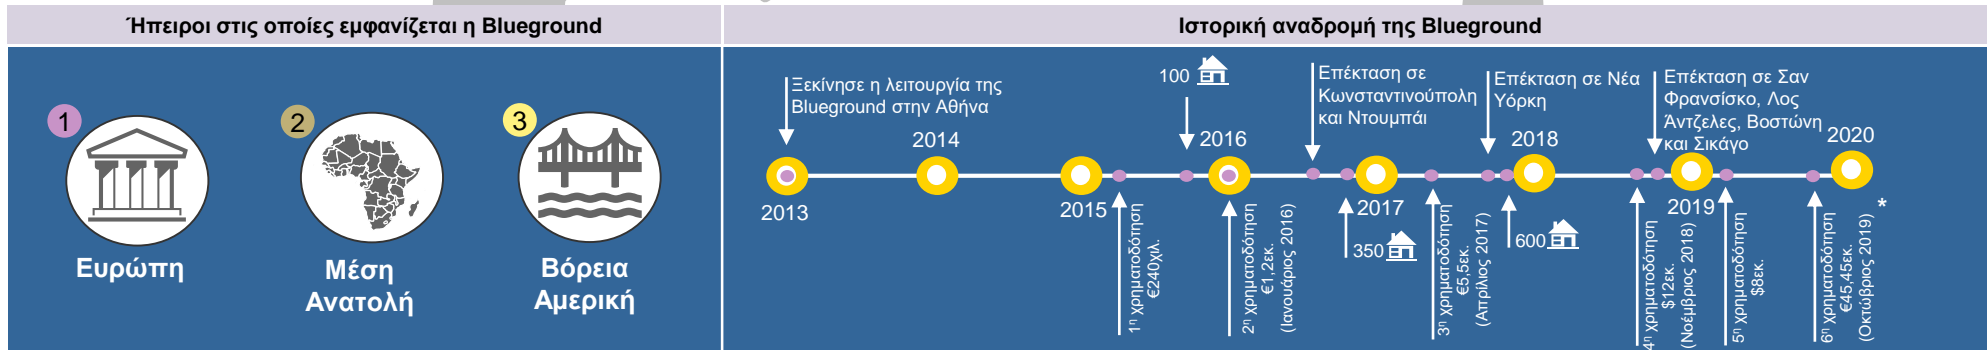 Ήπειροι στις οποίες εμφανίζεται η Blueground
1
Ευρώπη
2
Μέση
Ανατολή
3
Βόρεια
Αμερική
Ιστορική αναδρομή της Blueground
Ξεκίνησε η λειτουργία της
Blueground στην Αθήνα
100
Επέκταση σε
Κωνσταντινούπολη
και Ντουμπάι
Επέκταση σε Νέα
Υόρκη
Επέκταση σε Σαν
Φρανσίσκο, Λος
Άντζελες, Βοστώνη
και Σικάγο
2013
2014
2015
2016
2017
2018
2019
2020
*
1η χρηματοδότηση
€240χιλ.
2η χρηματοδότηση
€1,2εκ.
(Ιανουάριος 2016)
350
3η χρηματοδότηση
€5,5εκ.
(Απρίλιος 2017)
600
4η χρηματοδότηση
$12εκ.
(Νοέμβριος 2018)
5η χρηματοδότηση
$8εκ.
6η χρηματοδότηση
€45,45εκ.
(Οκτώβριος 2019)